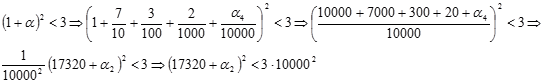 (1+α)² < 3 ⇒ (1 + 7/10 + 3/100 + 2/1000 + α₄/10000)² < 3 ⇒ ((10000 + 7000 + 300 + 20 + α₄)/10000)² < 3 ⇒
1/10000² (17320 + α₂)² < 3 ⇒ (17320 + α₂)² < 3 · 10000²